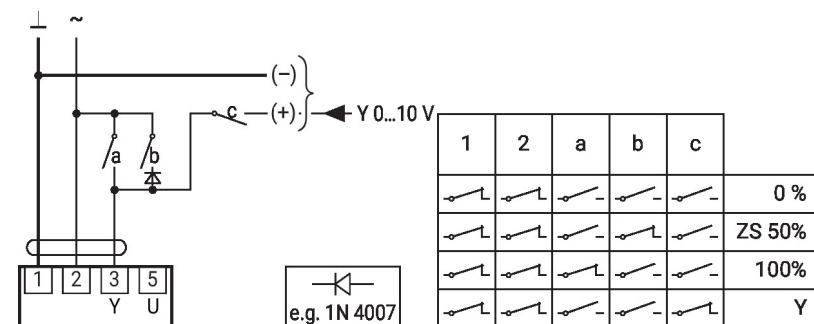 ⊥ ~
(–)
c (+) Y 0...10 V
a b
1 2 3 5
Y U
e.g. 1N 4007
1 2 a b c
0 %
ZS 50%
100%
Y